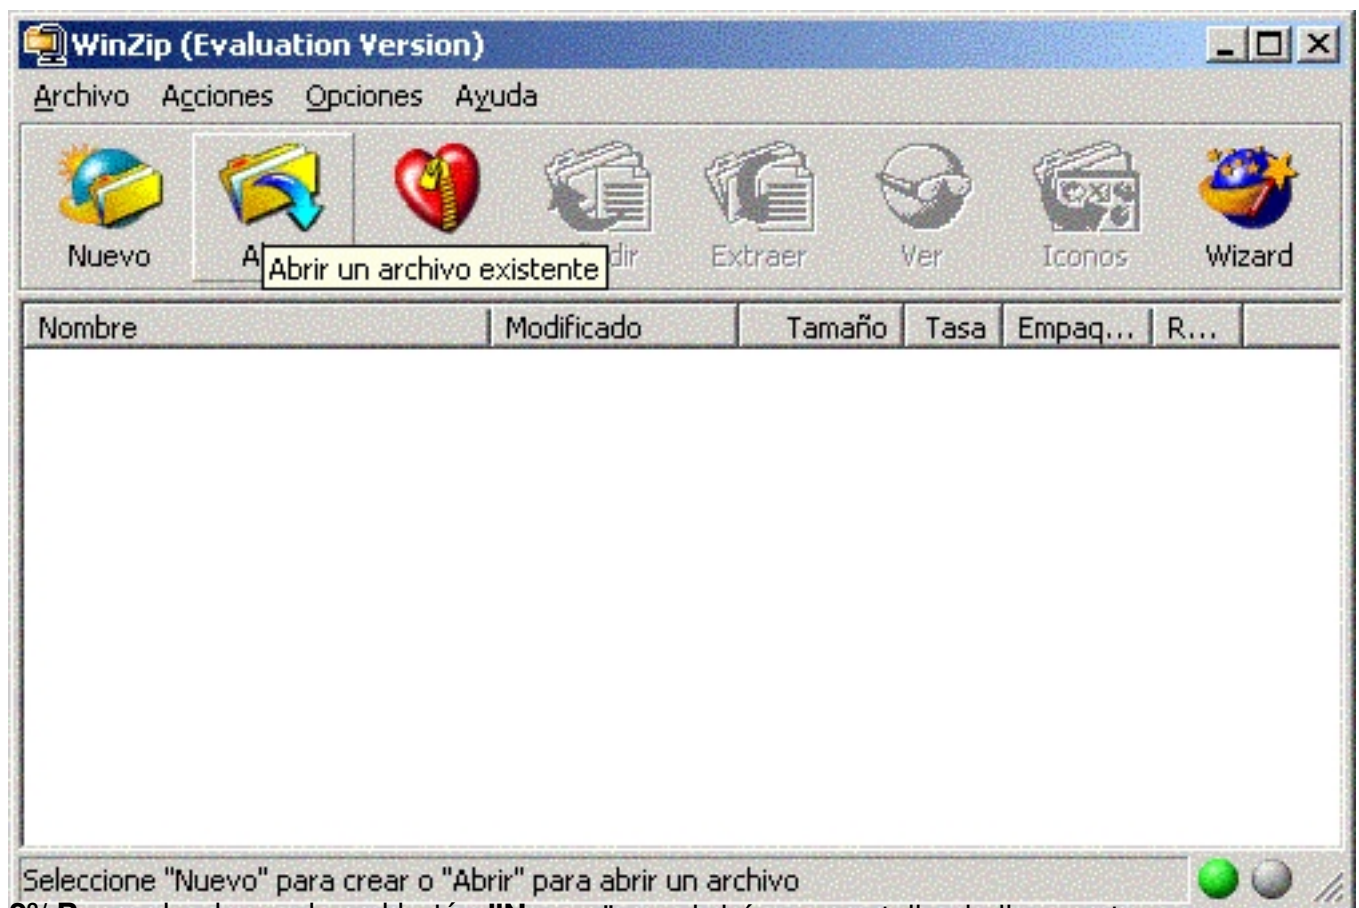 WinZip (Evaluation Version)
Archivo Acciones Opciones Ayuda
Nuevo Extraer Ver Iconos Wizard
Abrir un archivo existente
Nombre Modificado Tamaño Tasa Empaq... R...
Seleccione "Nuevo" para crear o "Abrir" para abrir un archivo